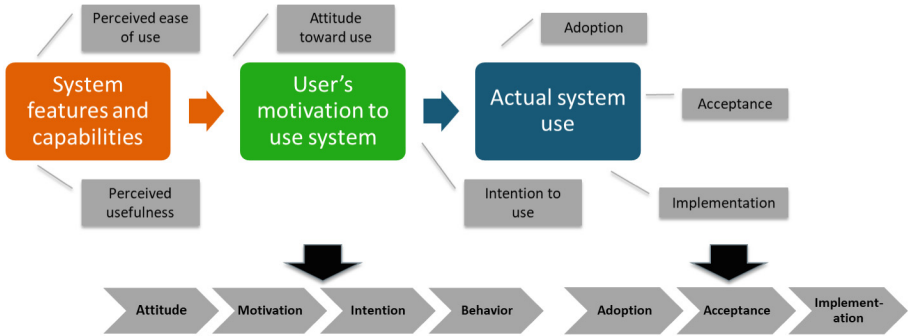 Perceived ease
of use
Attitude
toward use
Adoption
System
features and
capabilities
User's
motivation to
use system
Actual system
use
Acceptance
Perceived
usefulness
Intention to
use
Implementation
Attitude
Motivation
Intention
Behavior
Adoption
Acceptance
Implement-
ation